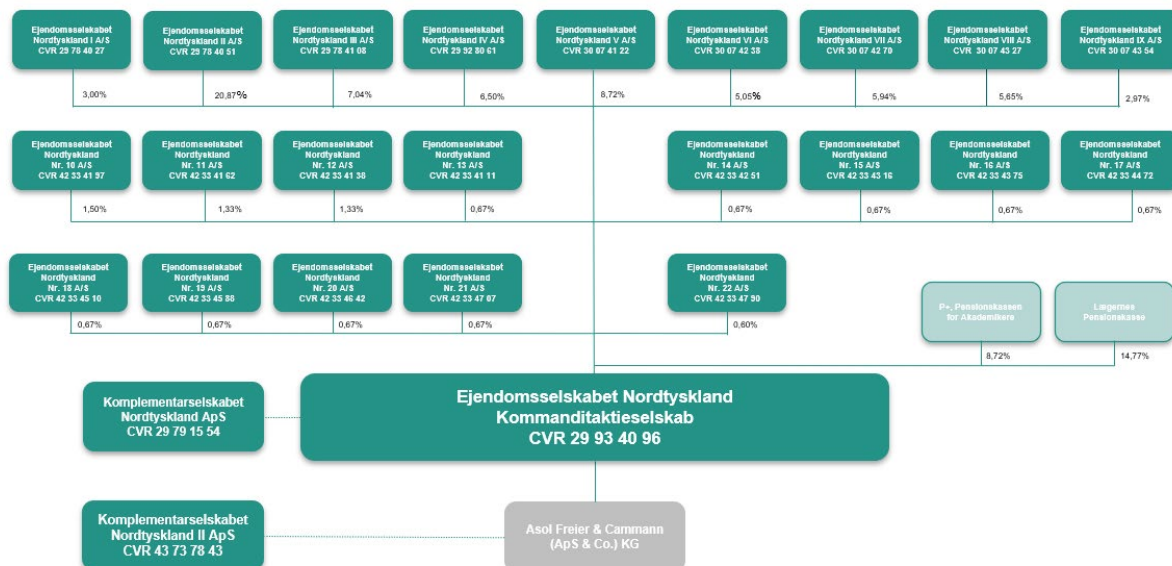 Ejendomsselskabet
Nordtyskland I A/S
CVR 29 78 40 27
Ejendomsselskabet
Nordtyskland II A/S
CVR 29 78 40 51
Ejendomsselskabet
Nordtyskland III A/S
CVR 29 78 41 08
Ejendomsselskabet
Nordtyskland IV A/S
CVR 29 92 80 61
Ejendomsselskabet
Nordtyskland V A/S
CVR 30 07 41 22
Ejendomsselskabet
Nordtyskland VI A/S
CVR 30 07 42 38
Ejendomsselskabet
Nordtyskland VII A/S
CVR 30 07 42 70
Ejendomsselskabet
Nordtyskland VIII A/S
CVR 30 07 43 27
Ejendomsselskabet
Nordtyskland IX A/S
CVR 30 07 43 54
3,00%
20,87%
7,04%
6,50%
8,72%
5,05%
5,94%
5,65%
2,97%
Ejendomsselskabet
Nordtyskland
Nr. 10 A/S
CVR 42 33 41 97
Ejendomsselskabet
Nordtyskland
Nr. 11 A/S
CVR 42 33 41 62
Ejendomsselskabet
Nordtyskland
Nr. 12 A/S
CVR 42 33 41 38
Ejendomsselskabet
Nordtyskland
Nr. 13 A/S
CVR 42 33 41 11
Ejendomsselskabet
Nordtyskland
Nr. 14 A/S
CVR 42 33 42 51
Ejendomsselskabet
Nordtyskland
Nr. 15 A/S
CVR 42 33 43 16
Ejendomsselskabet
Nordtyskland
Nr. 16 A/S
CVR 42 33 43 75
Ejendomsselskabet
Nordtyskland
Nr. 17 A/S
CVR 42 33 44 72
1,50%
1,33%
1,33%
0,67%
0,67%
0,67%
0,67%
0,67%
Ejendomsselskabet
Nordtyskland
Nr. 18 A/S
CVR 42 33 45 10
Ejendomsselskabet
Nordtyskland
Nr. 19 A/S
CVR 42 33 45 88
Ejendomsselskabet
Nordtyskland
Nr. 20 A/S
CVR 42 33 46 42
Ejendomsselskabet
Nordtyskland
Nr. 21 A/S
CVR 42 33 47 07
Ejendomsselskabet
Nordtyskland
Nr. 22 A/S
CVR 42 33 47 90
P+, Pensionskassen
for Akademikere
Lægernes
Pensionskasse
0,67%
0,67%
0,67%
0,67%
0,60%
8,72%
14,77%
Komplementarselskabet
Nordtyskland ApS
CVR 29 79 15 54
Ejendomsselskabet Nordtyskland
Kommanditaktieselskab
CVR 29 93 40 96
Komplementarselskabet
Nordtyskland II ApS
CVR 43 73 78 43
Asol Freier & Cammann
(ApS & Co.) KG